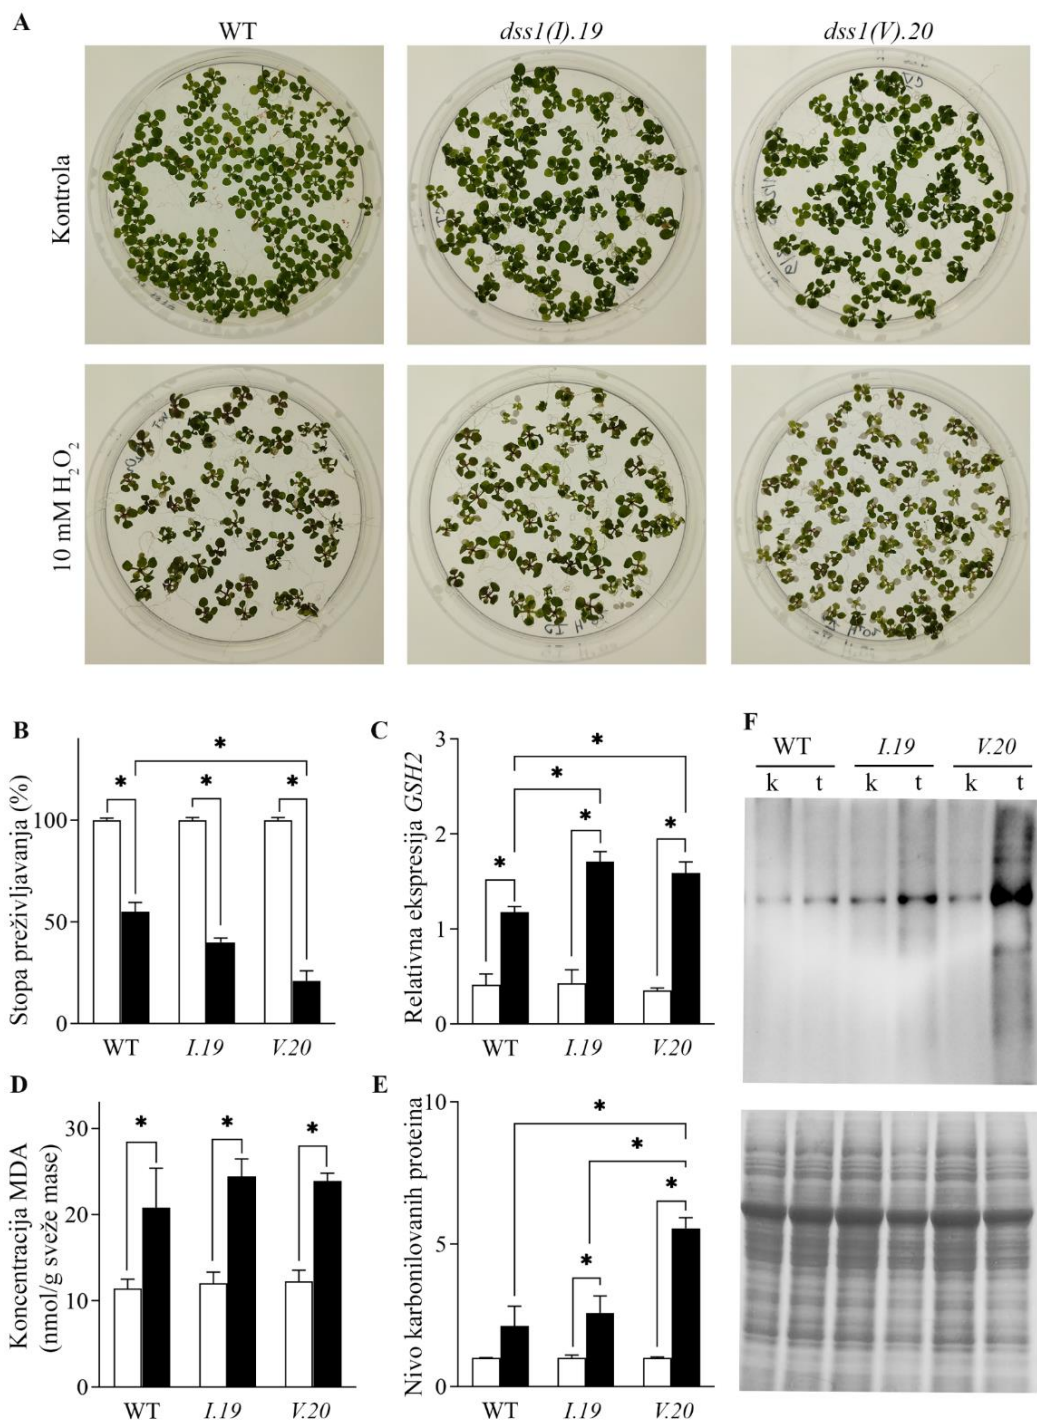 A
WT
dss1(I).19
dss1(V).20
Kontrola
10 mM H₂O₂
B
Stopa preživljavanja (%)
100
50
0
WT
I.19
V.20
*
*
*
*
C
Relativna ekspresija GSH2
3
2
1
0
WT
I.19
V.20
*
*
*
*
*
D
Koncentracija MDA
(nmol/g sveže mase)
30
20
10
0
WT
I.19
V.20
*
*
*
E
Nivo karbonilovanih proteina
10
5
0
WT
I.19
V.20
*
*
*
*
F
WT
I.19
V.20
k t k t k t